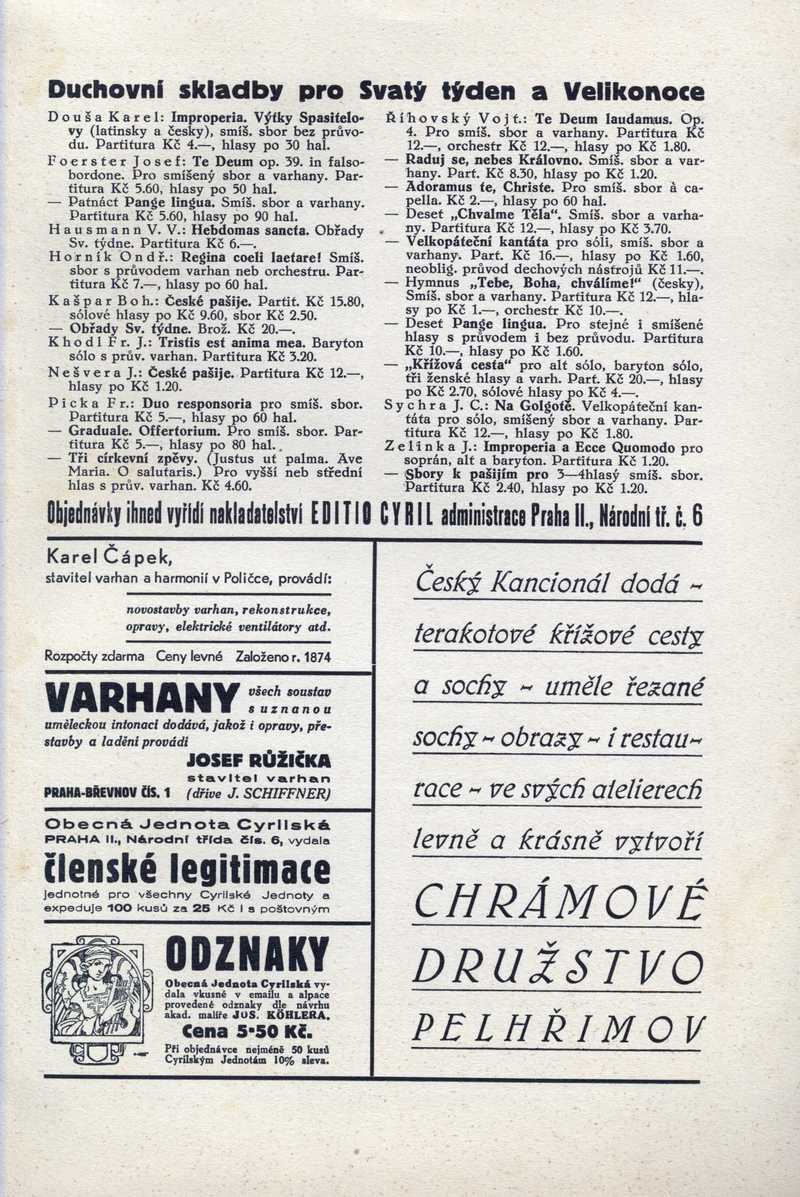 Duchovní skladby pro Svatý týden a Velikonoce
Douša Karel: Improperia. Výtky Spasitelo-
vy (latinsky a česky), smíš. sbor bez průvo-
du. Partitura Kč 4.—, hlasy po 30 hal.
Foerster Josef: Te Deum op. 39. in falso-
bordone. Pro smíšený sbor a varhany. Par-
titura Kč 5.60, hlasy po 50 hal.
— Patnáct Pange lingua. Smíš. sbor a varhany.
Partitura Kč 5.60, hlasy po 90 hal.
Hausmann V. V.: Hebdomas sancta. Obřady
Sv. týdne. Partitura Kč 6.—.
Horník Ondř.: Regina coeli laetare! Smíš.
sbor s průvodem varhan neb orchestru. Par-
titura Kč 7.—, hlasy po 60 hal.
Kašpar Boh.: České pašije. Partit. Kč 15.80,
sólové hlasy po Kč 9.60, sbor Kč 2.50.
— Obřady Sv. týdne. Brož. Kč 20.—.
Khodl Fr. J.: Tristis est anima mea. Baryton
sólo s prův. varhan. Partitura Kč 3.20.
Nešvera J.: České pašije. Partitura Kč 12.—,
hlasy po Kč 1.20.
Picka Fr.: Duo responsoria pro smíš. sbor.
Partitura Kč 5.—, hlasy po 60 hal.
— Graduale. Offertorium. Pro smíš. sbor. Par-
titura Kč 5.—, hlasy po 80 hal.
— Tři církevní zpěvy. (Justus ut palma. Ave
Maria. O salutaris.) Pro vyšší neb střední
hlas s prův. varhan. Kč 4.60.
Říhovský Vojt.: Te Deum laudamus. Op.
4. Pro smíš. sbor a varhany. Partitura Kč
12.—, orchestr Kč 12.—, hlasy po Kč 1.80.
— Raduj se, nebes Královno. Smíš. sbor a var-
hany. Part. Kč 8.30, hlasy po Kč 1.20.
— Adoramus te, Christe. Pro smíš. sbor à ca-
pella. Kč 2.—, hlasy po 60 hal.
— Deset „Chvalme Těla“. Smíš. sbor a varha-
ny. Partitura Kč 12.—, hlasy po Kč 3.70.
— Velkopáteční kantáta pro sóli, smíš. sbor a
varhany. Part. Kč 16.—, hlasy po Kč 1.60,
neoblig. průvod dechových nástrojů Kč 11.—.
— Hymnus „Tebe, Boha, chválíme!“ (česky),
Smíš. sbor a varhany. Partitura Kč 12.—, hla-
sy po Kč 1.—, orchestr Kč 10.—.
— Deset Pange lingua. Pro stejné i smíšené
hlasy s průvodem i bez průvodu. Partitura
Kč 10.—, hlasy po Kč 1.60.
— „Křížová cesta“ pro alt sólo, baryton sólo,
tři ženské hlasy a varh. Part. Kč 20.—, hlasy
po Kč 2.70, sólové hlasy po Kč 4.—.
Sychra J. C.: Na Golgotě. Velkopáteční kan-
táta pro sólo, smíšený sbor a varhany. Par-
titura Kč 12.—, hlasy po Kč 1.80.
Zelinka J.: Improperia a Ecce Quomodo pro
soprán, alt a baryton. Partitura Kč 1.20.
— Sbory k pašijím pro 3—4hlasý smíš. sbor.
Partitura Kč 2.40, hlasy po Kč 1.20.
Objednávky ihned vyřídí nakladatelství EDITIO CYRIL administrace Praha II., Národní tř. č. 6
Karel Čápek,
stavitel varhan a harmonií v Poličce, provádí:
novostavby varhan, rekonstrukce,
opravy, elektrické ventilátory atd.
Rozpočty zdarma Ceny levné Založeno r. 1874
VARHANY všech soustav
s uznanou
uměleckou intonací dodává, jakož i opravy, pře-
stavby a ladění provádí
JOSEF RŮŽIČKA
stavitel varhan
PRAHA-BŘEVNOV ČÍS. 1 (dříve J. SCHIFFNER)
Obecná Jednota Cyrilská
PRAHA II., Národní třída čís. 6, vydala
členské legitimace
jednotné pro všechny Cyrilské Jednoty a
expeduje 100 kusů za 25 Kč i s poštovným
ODZNAKY
Obecná Jednota Cyrilská vy-
dala vkusné v emailu a alpace
provedené odznaky dle návrhu
akad. malíře JOS. KÖHLERA.
Cena 5·50 Kč.
Při objednávce nejméně 50 kusů
Cyrilským Jednotám 10% sleva.
Český Kancionál dodá ~
terakotové křížové cesty
a sochy ~ uměle řezané
sochy ~ obrazy ~ i restau~
race ~ ve svých atelierech
levně a krásně vytvoří
CHRÁMOVÉ
DRUŽSTVO
PELHŘIMOV